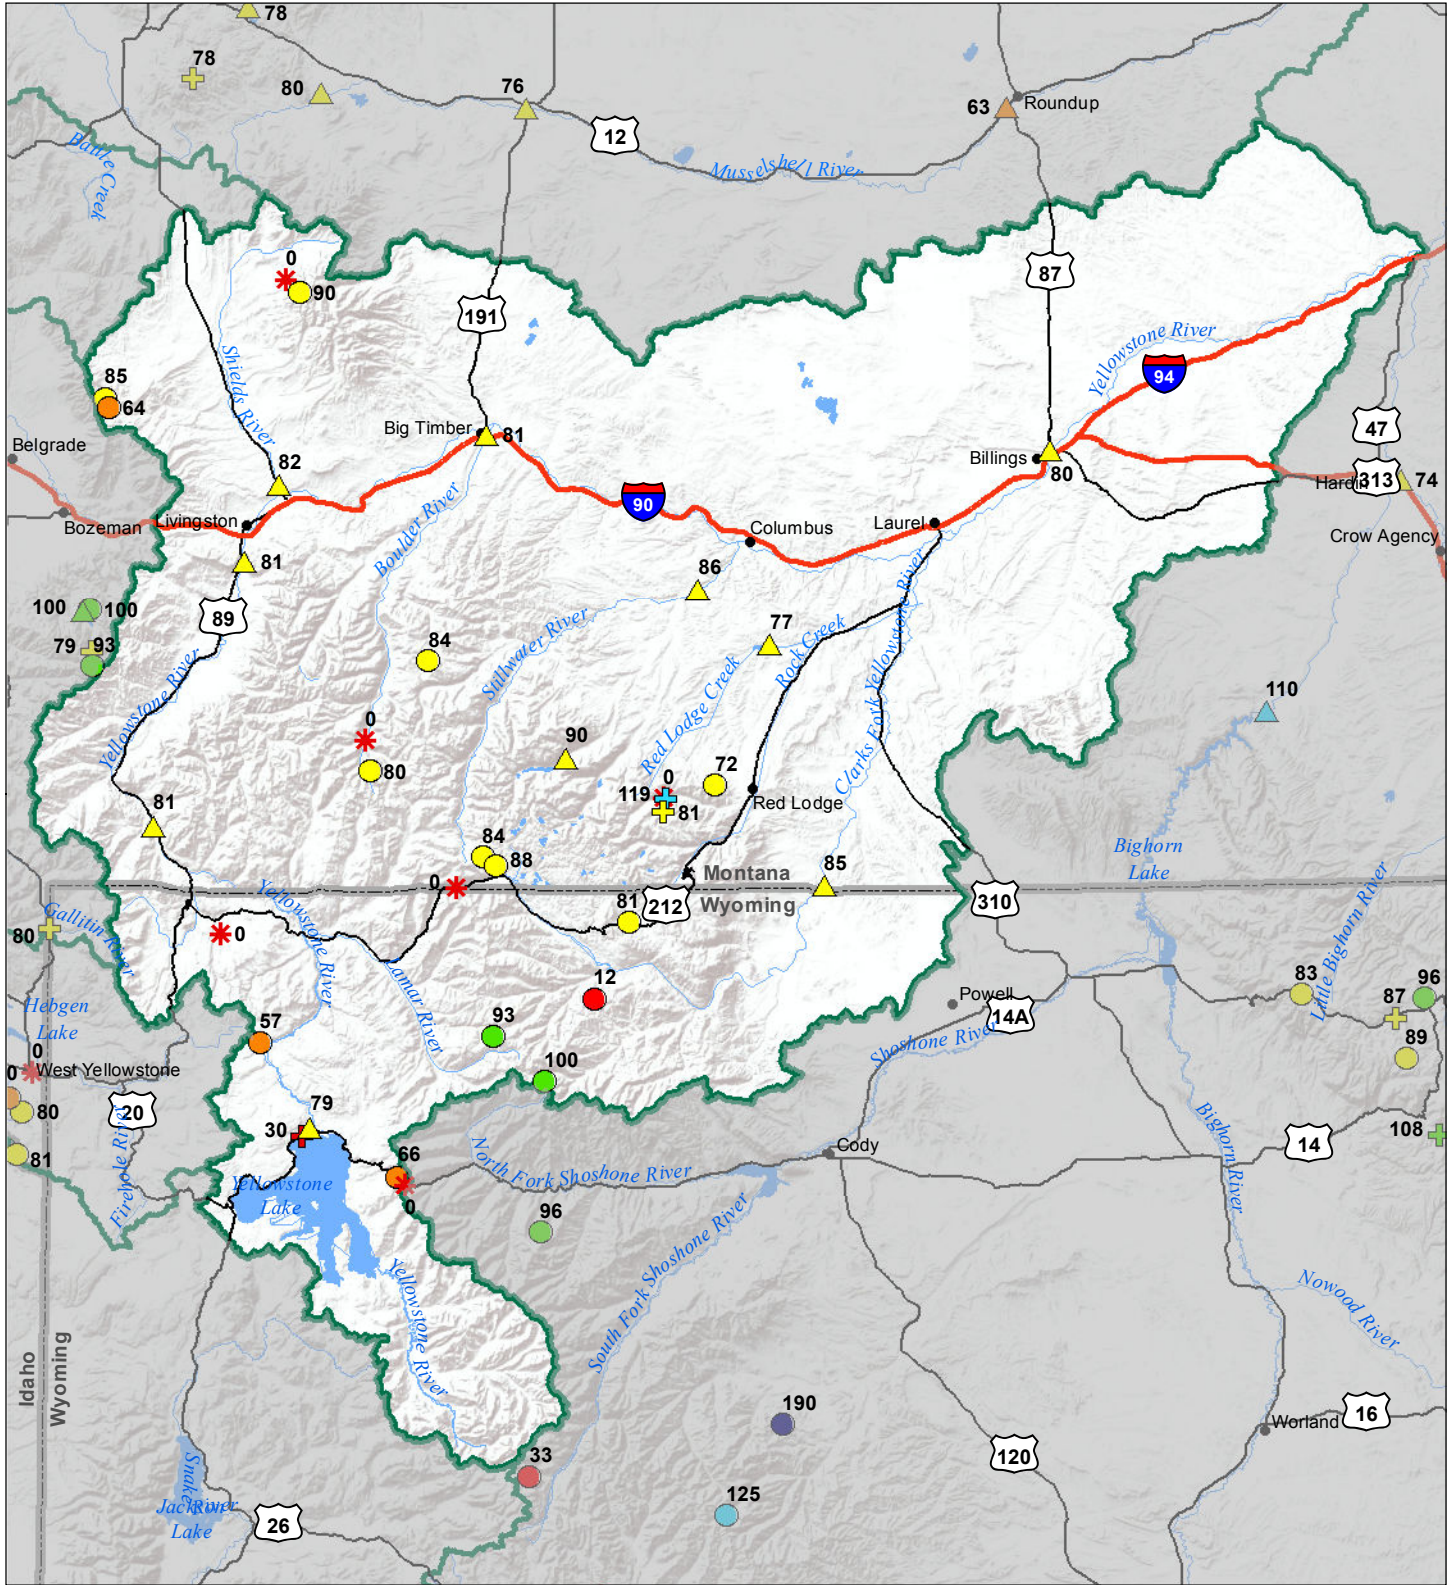 78
78
80
76
63
Roundup
12
Battle Creek
Musselshell River
0
90
87
191
Shields River
Yellowstone River
94
85
64
47
Belgrade
Big Timber
81
Billings
80
82
313
Hardin
74
90
Bozeman
Livingston
Columbus
Laurel
Crow Agency
81
Boulder River
86
100
100
89
79
93
84
Stillwater River
77
Rock Creek
Red Lodge Creek
Clarks Fork Yellowstone River
Yellowstone River
110
0
80
90
72
0
119
81
Red Lodge
81
84
88
85
Bighorn
Lake
Montana
Wyoming
212
0
81
310
Gallitin River
80
Yellowstone River
0
Lamar River
12
Little Bighorn River
83
96
87
89
Powell
14A
Shoshone River
Hebgen
Lake
93
57
0
West Yellowstone
0
100
20
80
79
30
Firehole River
81
Bighorn River
108
14
Cody
66
0
North Fork Shoshone River
Yellowstone
Lake
96
South Fork Shoshone River
Yellowstone River
Nowood River
Idaho
Wyoming
190
16
Worland
120
33
125
Snake River
Jackson
Lake
26